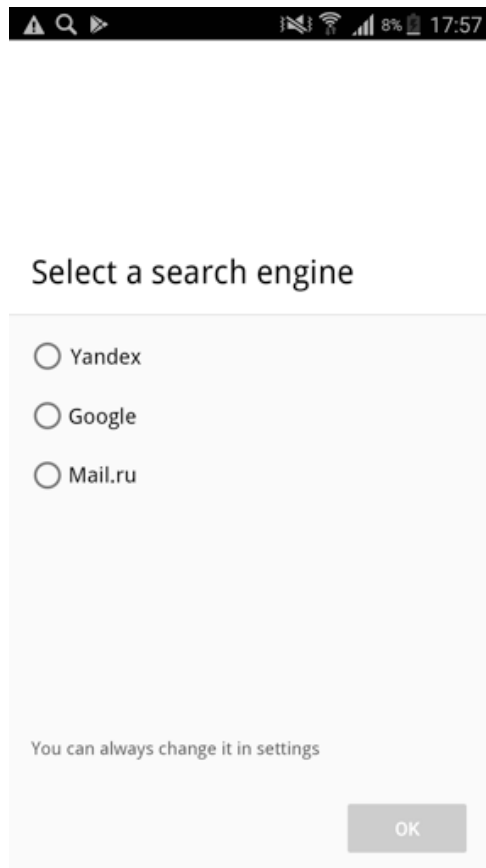 8% 17:57
Select a search engine
Yandex
Google
Mail.ru
You can always change it in settings
OK